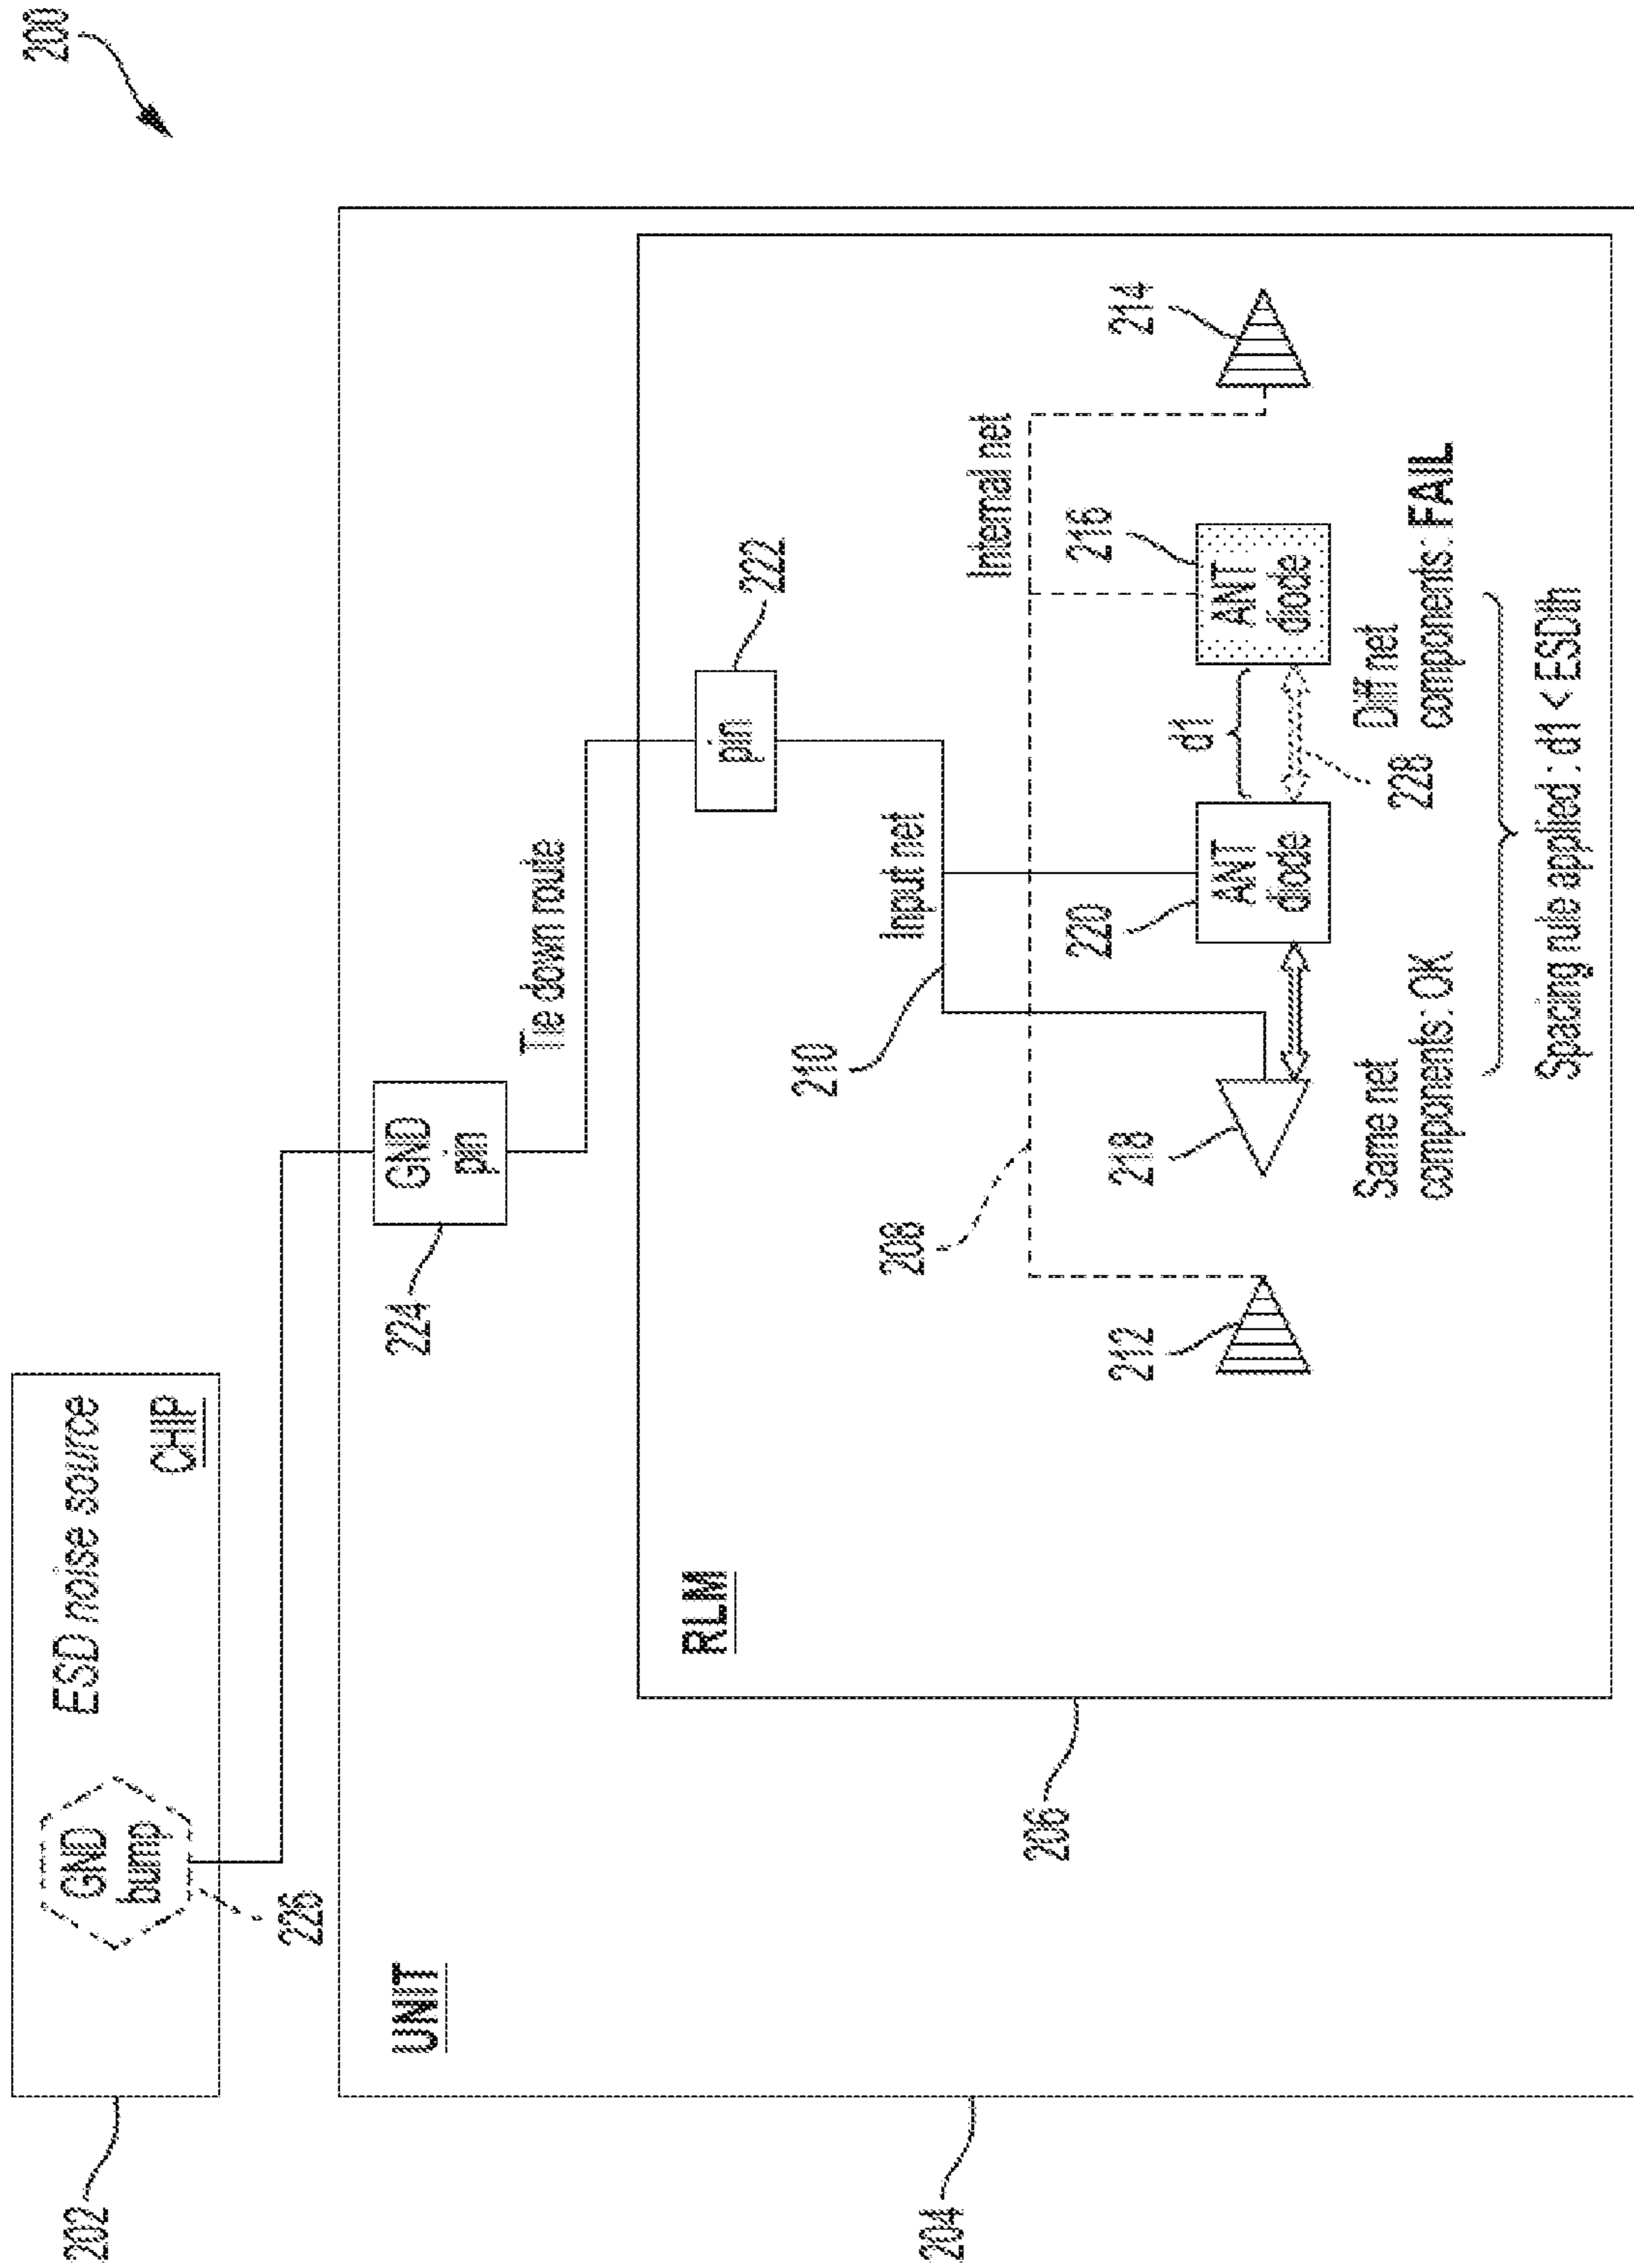 200
202
GND
bump
ESD noise source
CHIP
226
204
UNIT
224
GND
pin
Tie down route
222
pin
206
RLM
Input net
Internal net
208
210
212
218
220
ANT
diode
d1
216
ANT
diode
214
228
Same net
components: OK
Diff net
components: FAIL
Spacing rule applied : d1 < ESDth